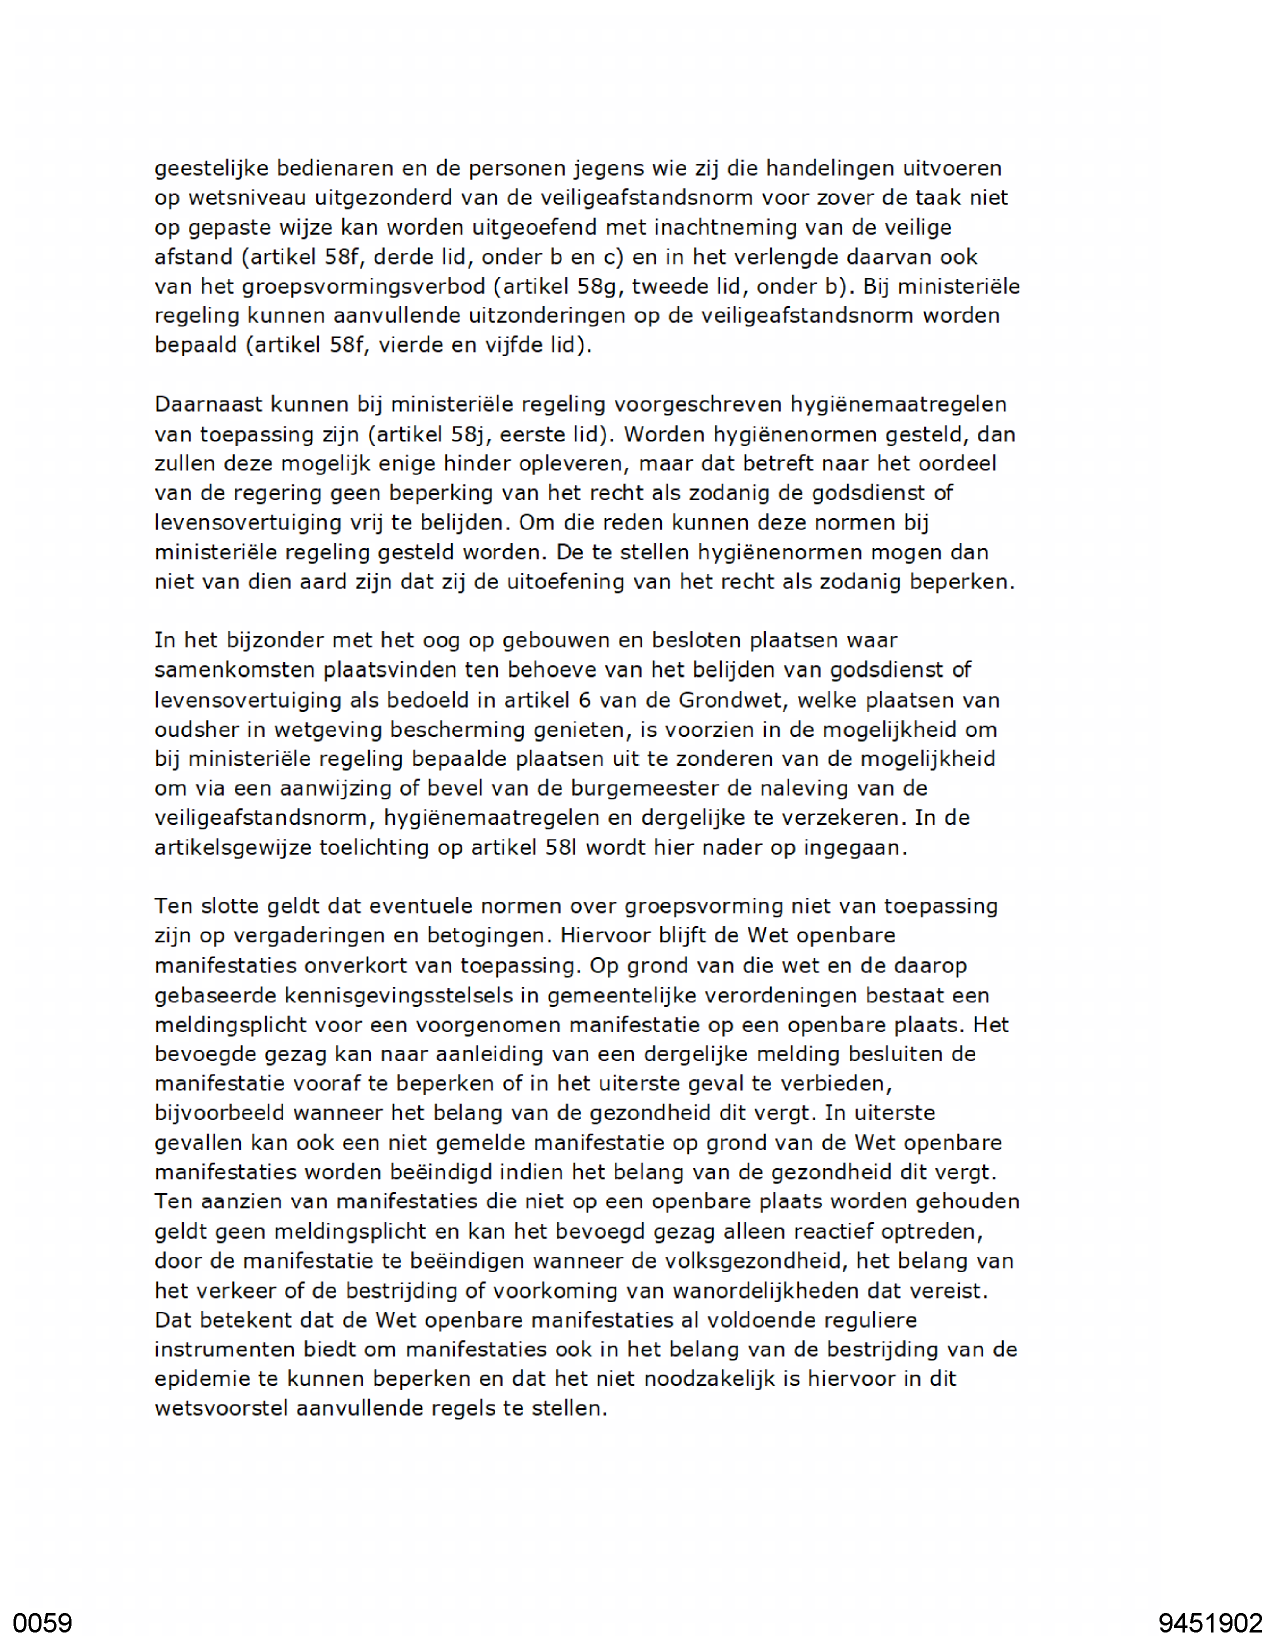 geestelijke bedienaren en de personen jegens wie zij die handelingen uitvoeren
op wetsniveau uitgezonderd van de veiligeafstandsnorm voor zover de taak niet
op gepaste wijze kan worden uitgeoefend met inachtneming van de veilige
afstand (artikel 58f, derde lid, onder b en c) en in het verlengde daarvan ook
van het groepsvormingsverbod (artikel 58g, tweede lid, onder b). Bij ministeriële
regeling kunnen aanvullende uitzonderingen op de veiligeafstandsnorm worden
bepaald (artikel 58f, vierde en vijfde lid).
Daarnaast kunnen bij ministeriële regeling voorgeschreven hygiënemaatregelen
van toepassing zijn (artikel 58j, eerste lid). Worden hygiënenormen gesteld, dan
zullen deze mogelijk enige hinder opleveren, maar dat betreft naar het oordeel
van de regering geen beperking van het recht als zodanig de godsdienst of
levensovertuiging vrij te belijden. Om die reden kunnen deze normen bij
ministeriële regeling gesteld worden. De te stellen hygiënenormen mogen dan
niet van dien aard zijn dat zij de uitoefening van het recht als zodanig beperken.
In het bijzonder met het oog op gebouwen en besloten plaatsen waar
samenkomsten plaatsvinden ten behoeve van het belijden van godsdienst of
levensovertuiging als bedoeld in artikel 6 van de Grondwet, welke plaatsen van
oudsher in wetgeving bescherming genieten, is voorzien in de mogelijkheid om
bij ministeriële regeling bepaalde plaatsen uit te zonderen van de mogelijkheid
om via een aanwijzing of bevel van de burgemeester de naleving van de
veiligeafstandsnorm, hygiënemaatregelen en dergelijke te verzekeren. In de
artikelsgewijze toelichting op artikel 58l wordt hier nader op ingegaan.
Ten slotte geldt dat eventuele normen over groepsvorming niet van toepassing
zijn op vergaderingen en betogingen. Hiervoor blijft de Wet openbare
manifestaties onverkort van toepassing. Op grond van die wet en de daarop
gebaseerde kennisgevingsstelsels in gemeentelijke verordeningen bestaat een
meldingsplicht voor een voorgenomen manifestatie op een openbare plaats. Het
bevoegde gezag kan naar aanleiding van een dergelijke melding besluiten de
manifestatie vooraf te beperken of in het uiterste geval te verbieden,
bijvoorbeeld wanneer het belang van de gezondheid dit vergt. In uiterste
gevallen kan ook een niet gemelde manifestatie op grond van de Wet openbare
manifestaties worden beëindigd indien het belang van de gezondheid dit vergt.
Ten aanzien van manifestaties die niet op een openbare plaats worden gehouden
geldt geen meldingsplicht en kan het bevoegd gezag alleen reactief optreden,
door de manifestatie te beëindigen wanneer de volksgezondheid, het belang van
het verkeer of de bestrijding of voorkoming van wanordelijkheden dat vereist.
Dat betekent dat de Wet openbare manifestaties al voldoende reguliere
instrumenten biedt om manifestaties ook in het belang van de bestrijding van de
epidemie te kunnen beperken en dat het niet noodzakelijk is hiervoor in dit
wetsvoorstel aanvullende regels te stellen.
0059
9451902